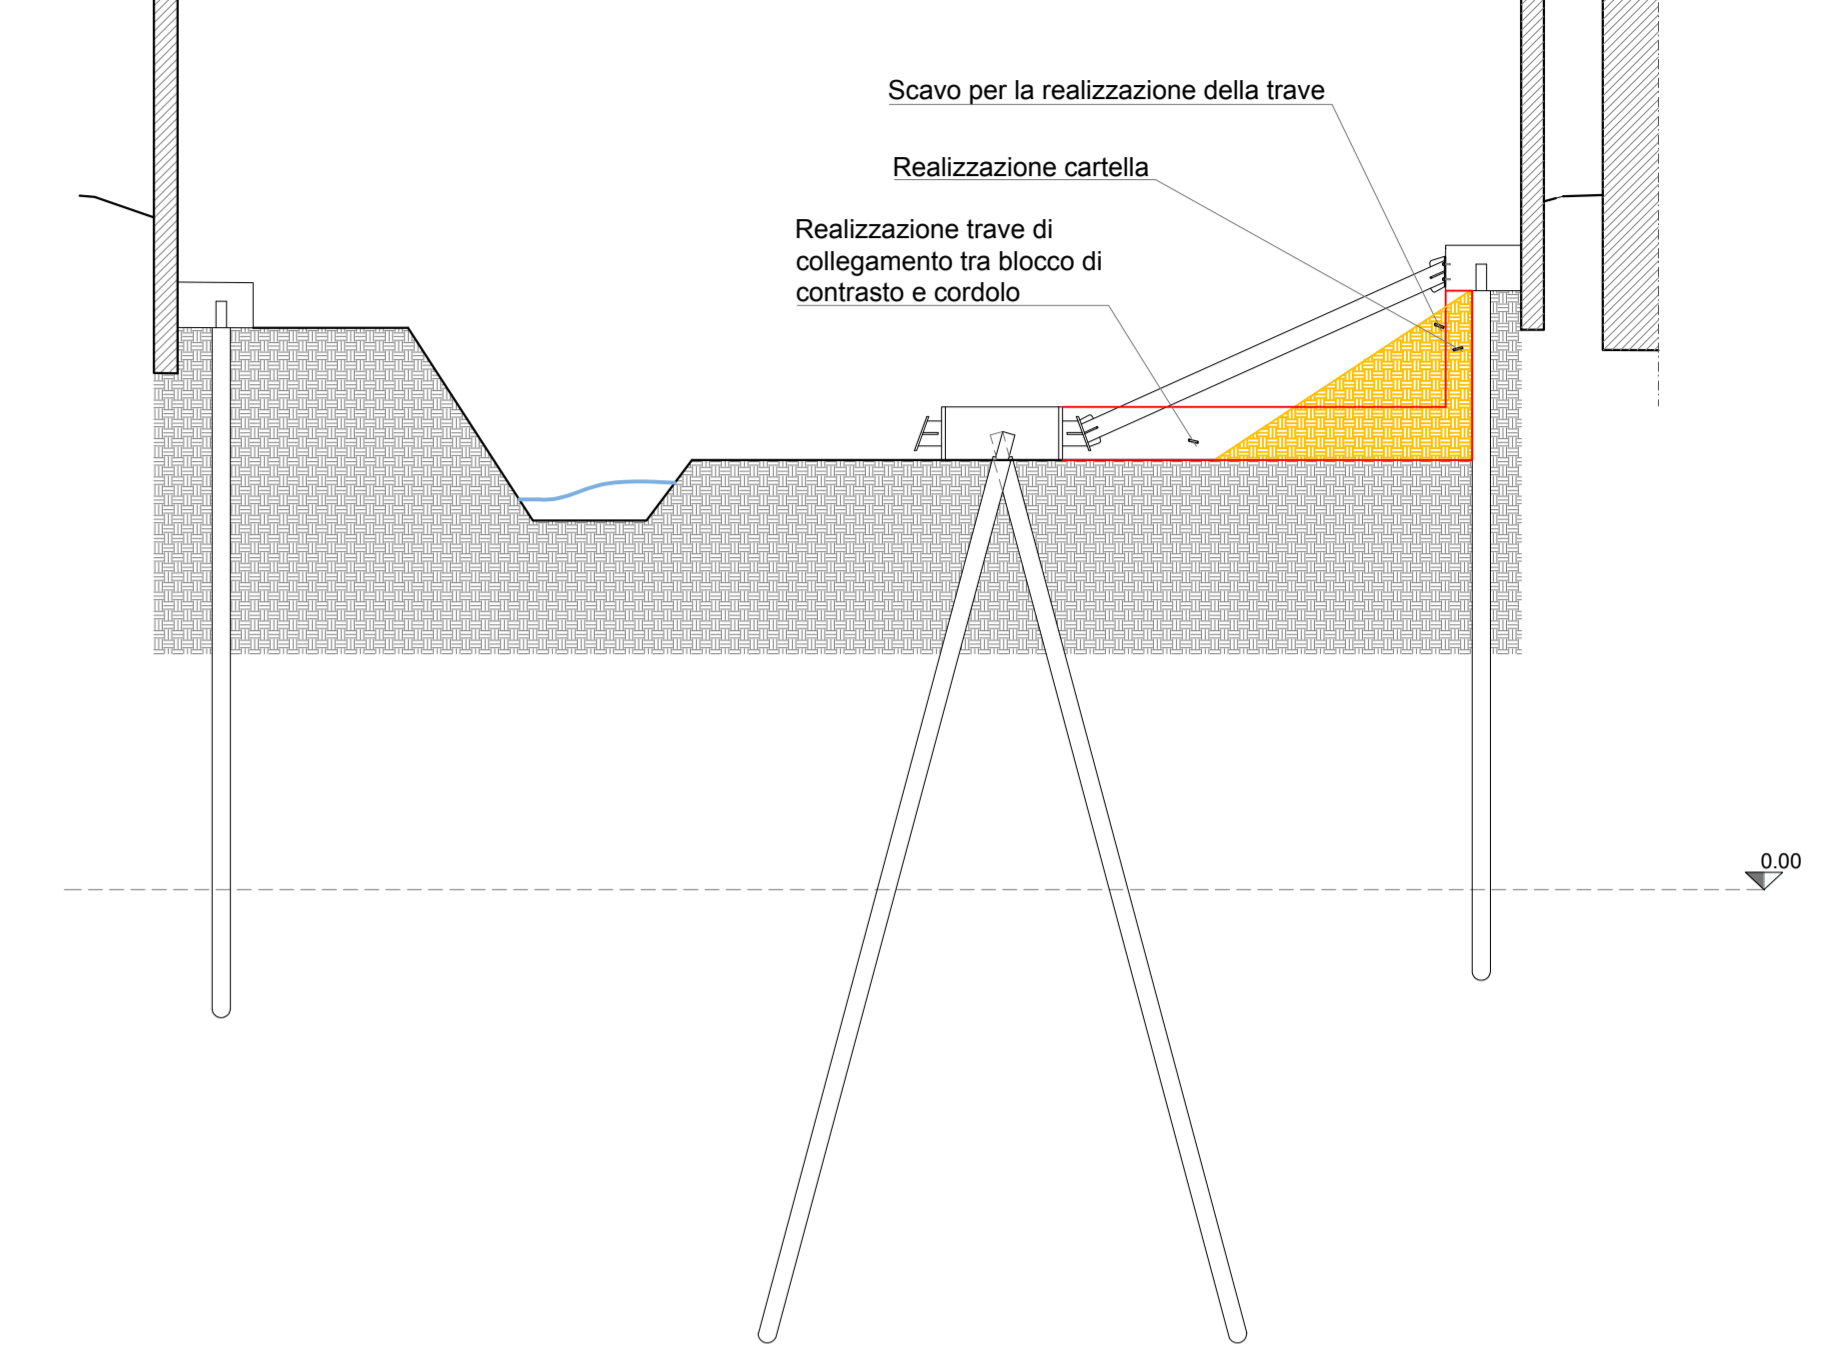 Scavo per la realizzazione della trave
Realizzazione cartella
Realizzazione trave di
collegamento tra blocco di
contrasto e cordolo
0.00